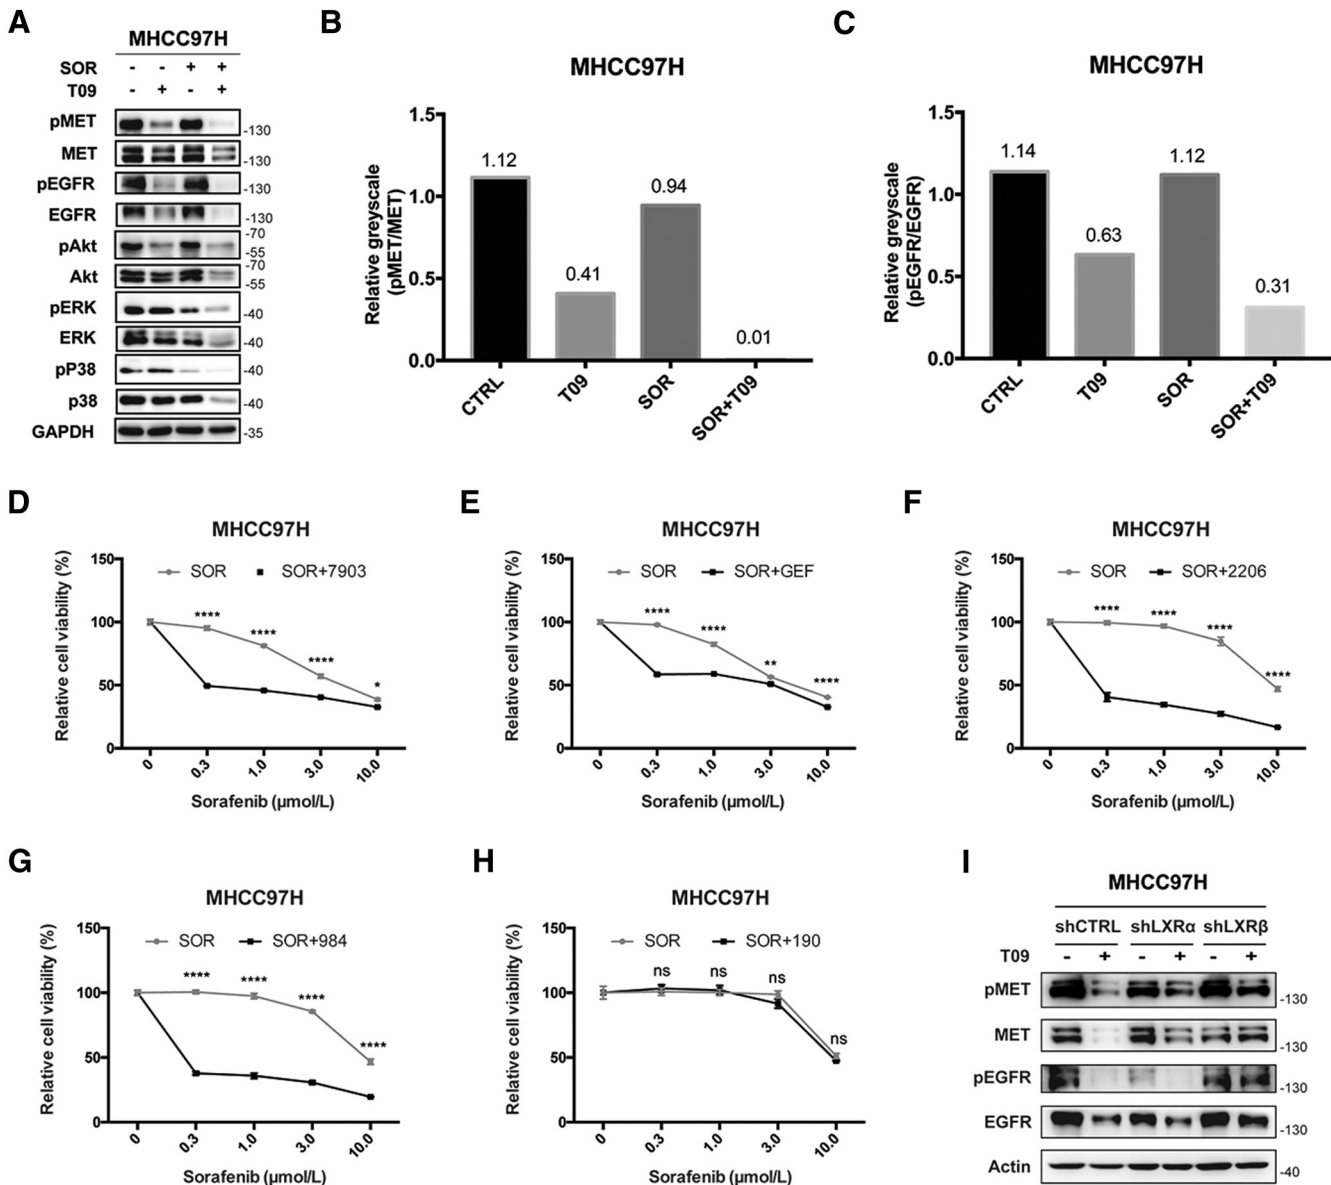 A
MHCC97H
SOR - - + +
T09 - + - +
pMET -130
MET -130
pEGFR -130
EGFR -130
-70
pAkt -55
-70
Akt -55
pERK -40
ERK -40
pP38 -40
p38 -40
GAPDH -35
B
MHCC97H
Relative greyscale
(pMET/MET)
1.5
1.0
0.5
0.0
1.12
0.41
0.94
0.01
CTRL
T09
SOR
SOR+T09
C
MHCC97H
Relative greyscale
(pEGFR/EGFR)
1.5
1.0
0.5
0.0
1.14
0.63
1.12
0.31
CTRL
T09
SOR
SOR+T09
D
MHCC97H
Relative cell viability (%)
150
100
50
0
SOR SOR+7903
****
****
****
*
0 0.3 1.0 3.0 10.0
Sorafenib (µmol/L)
E
MHCC97H
Relative cell viability (%)
150
100
50
0
SOR SOR+GEF
****
****
**
****
0 0.3 1.0 3.0 10.0
Sorafenib (µmol/L)
F
MHCC97H
Relative cell viability (%)
150
100
50
0
SOR SOR+2206
****
****
****
****
0 0.3 1.0 3.0 10.0
Sorafenib (µmol/L)
G
MHCC97H
Relative cell viability (%)
150
100
50
0
SOR SOR+984
****
****
****
****
0 0.3 1.0 3.0 10.0
Sorafenib (µmol/L)
H
MHCC97H
Relative cell viability (%)
150
100
50
0
SOR SOR+190
ns
ns
ns
ns
0 0.3 1.0 3.0 10.0
Sorafenib (µmol/L)
I
MHCC97H
shCTRL shLXRα shLXRβ
T09 - + - + - +
pMET -130
MET -130
pEGFR -130
EGFR -130
Actin -40